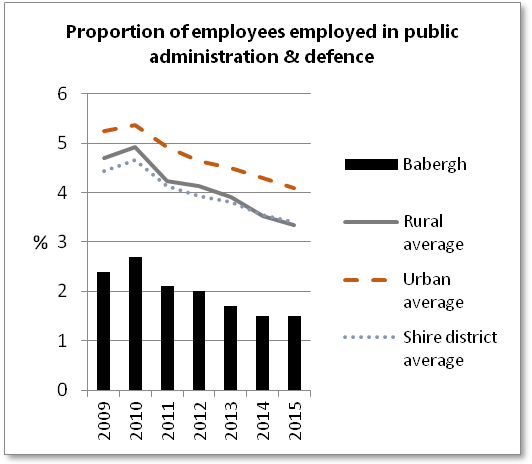 Proportion of employees employed in public
administration & defence
6
5
4
3
2
1
0
%
2009
2010
2011
2012
2013
2014
2015
Babergh
Rural
average
Urban
average
Shire district
average